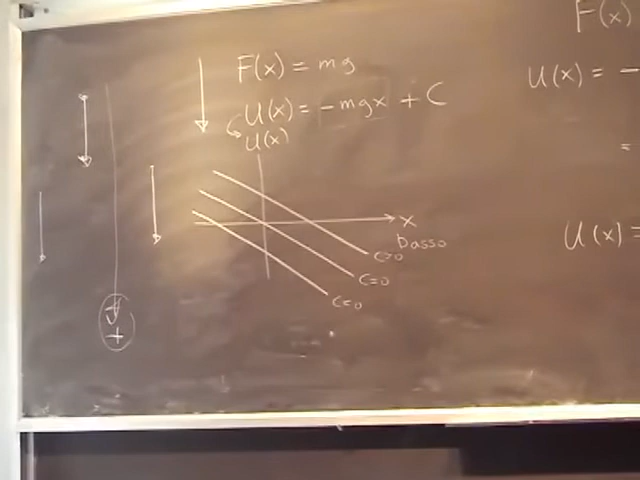 F(x) = mg
U(x) = -mgx + C
U(x)
x
basso
c>0
c=0
c=0
+
F(x)
U(x) = -
=
U(x) =